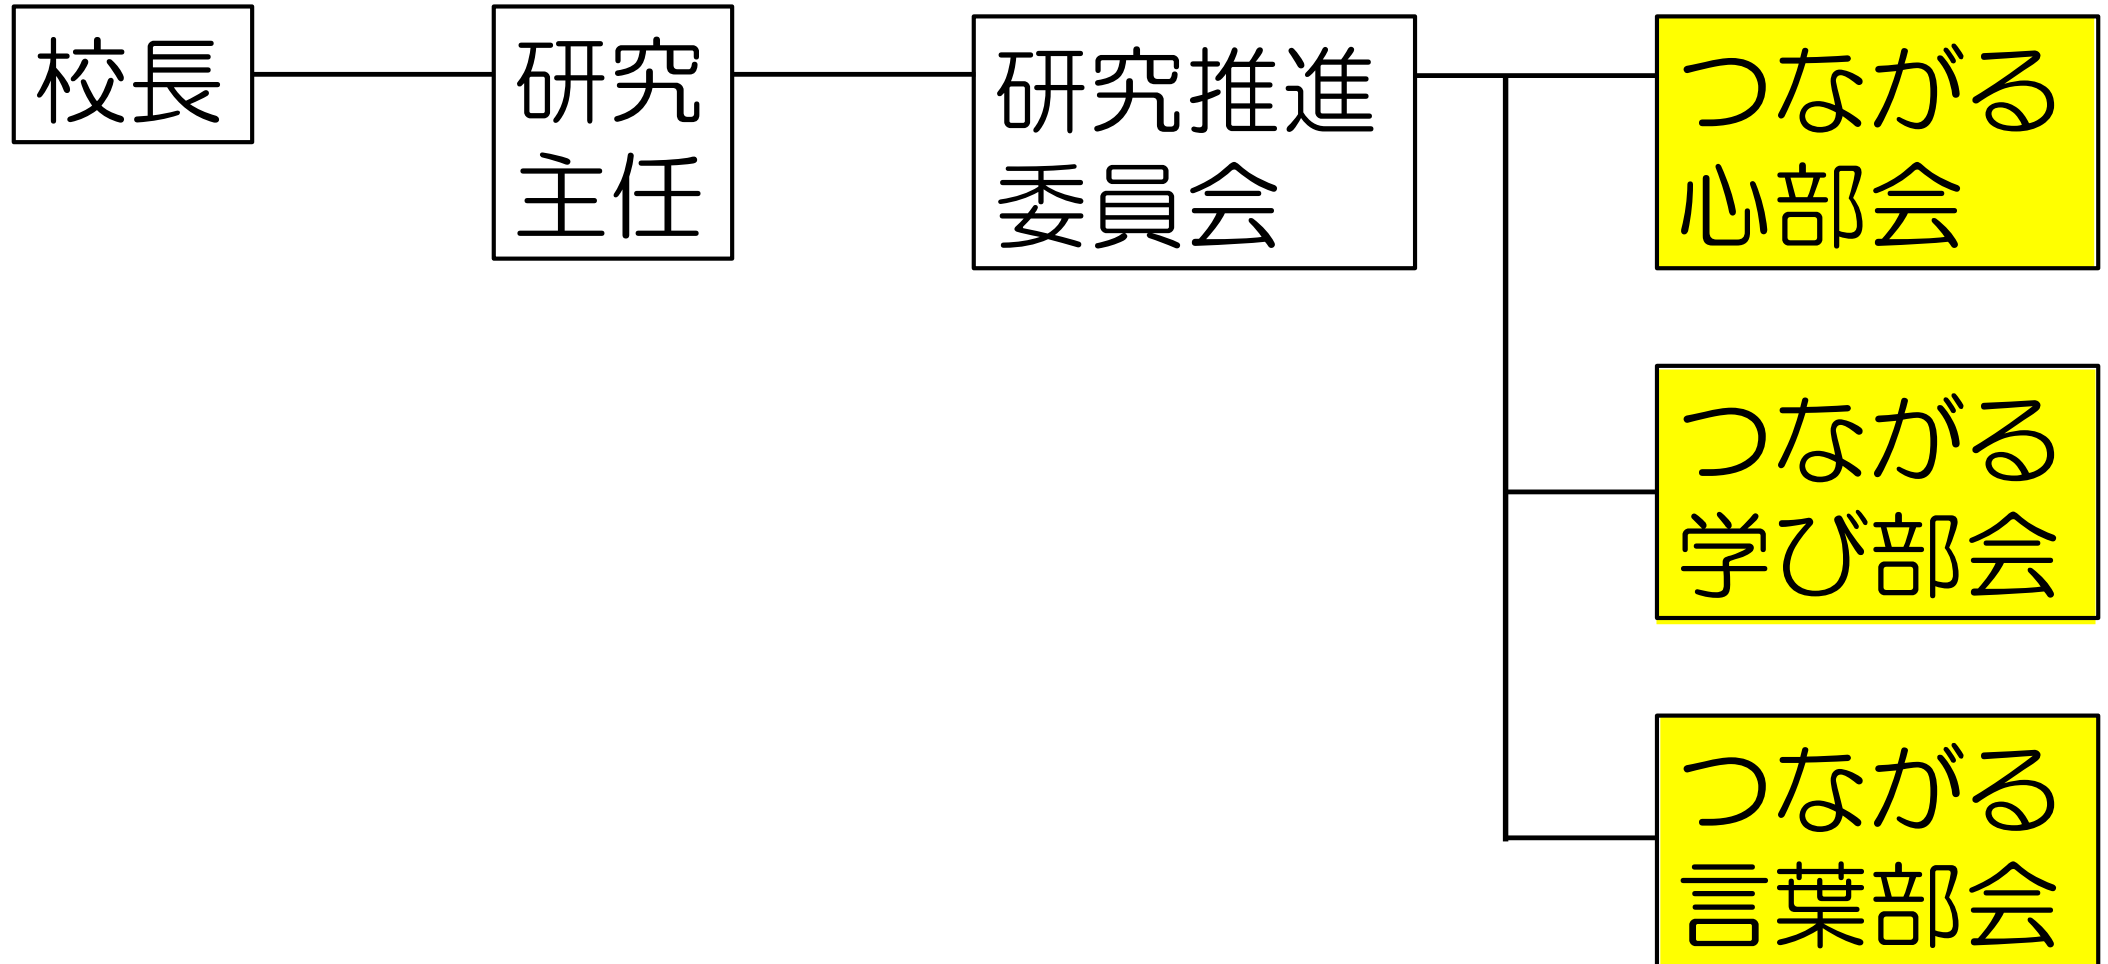 校長
研究
主任
研究推進
委員会
つながる
心部会
つながる
学び部会
つながる
言葉部会